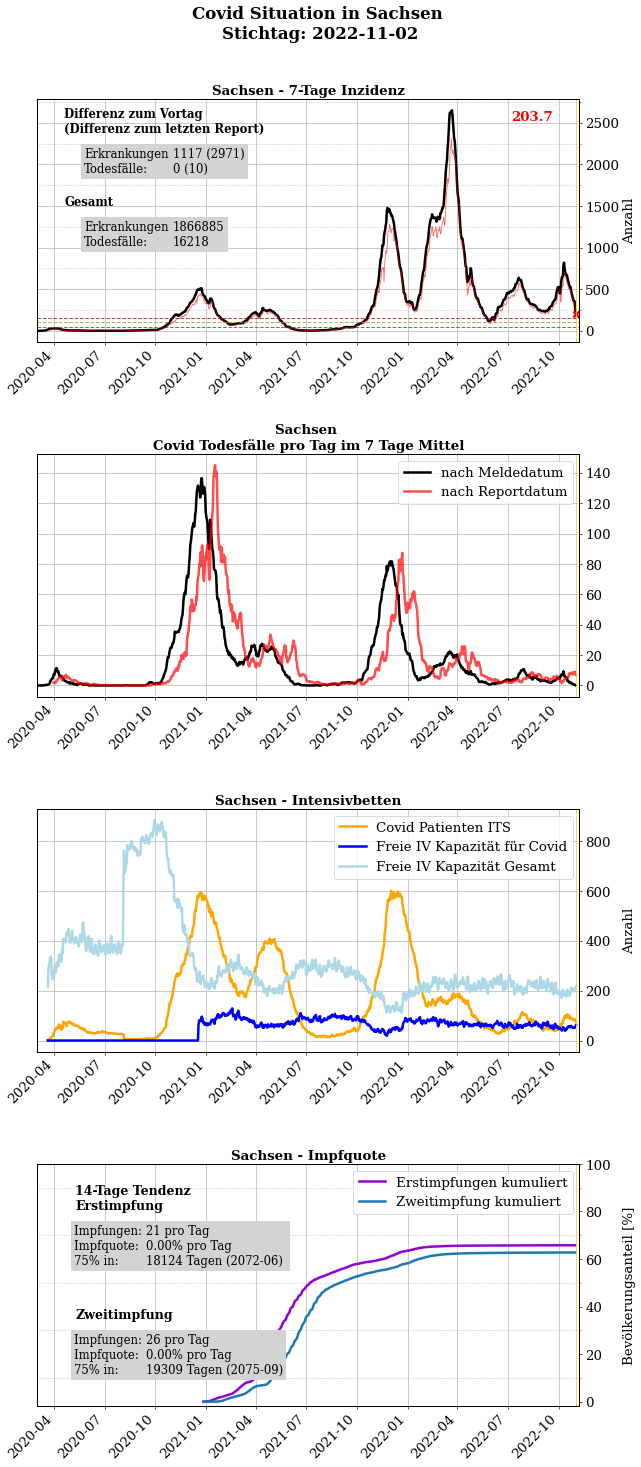 Covid Situation in Sachsen
Stichtag: 2022-11-02
Sachsen - 7-Tage Inzidenz
Differenz zum Vortag
(Differenz zum letzten Report)
Erkrankungen 1117 (2971)
Todesfälle: 0 (10)
Gesamt
Erkrankungen 1866885
Todesfälle: 16218
203.7
2500
2000
1500
1000
500
0
Anzahl
2020-04
2020-07
2020-10
2021-01
2021-04
2021-07
2021-10
2022-01
2022-04
2022-07
2022-10
Sachsen
Covid Todesfälle pro Tag im 7 Tage Mittel
nach Meldedatum
nach Reportdatum
140
120
100
80
60
40
20
0
2020-04
2020-07
2020-10
2021-01
2021-04
2021-07
2021-10
2022-01
2022-04
2022-07
2022-10
Sachsen - Intensivbetten
Covid Patienten ITS
Freie IV Kapazität für Covid
Freie IV Kapazität Gesamt
800
600
400
200
0
Anzahl
2020-04
2020-07
2020-10
2021-01
2021-04
2021-07
2021-10
2022-01
2022-04
2022-07
2022-10
Sachsen - Impfquote
14-Tage Tendenz
Erstimpfung
Impfungen: 21 pro Tag
Impfquote: 0.00% pro Tag
75% in: 18124 Tagen (2072-06)
Zweitimpfung
Impfungen: 26 pro Tag
Impfquote: 0.00% pro Tag
75% in: 19309 Tagen (2075-09)
Erstimpfungen kumuliert
Zweitimpfung kumuliert
100
80
60
40
20
0
Bevölkerungsanteil [%]
2020-04
2020-07
2020-10
2021-01
2021-04
2021-07
2021-10
2022-01
2022-04
2022-07
2022-10